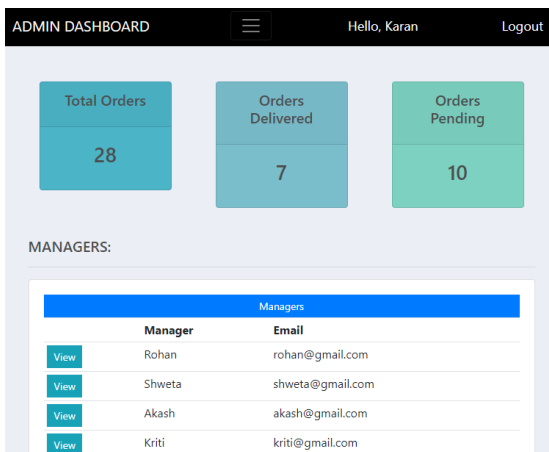 ADMIN DASHBOARD Hello, Karan Logout
Total Orders
28
Orders
Delivered
7
Orders
Pending
10
MANAGERS:
Managers
Manager Email
View Rohan rohan@gmail.com
View Shweta shweta@gmail.com
View Akash akash@gmail.com
View Kriti kriti@gmail.com